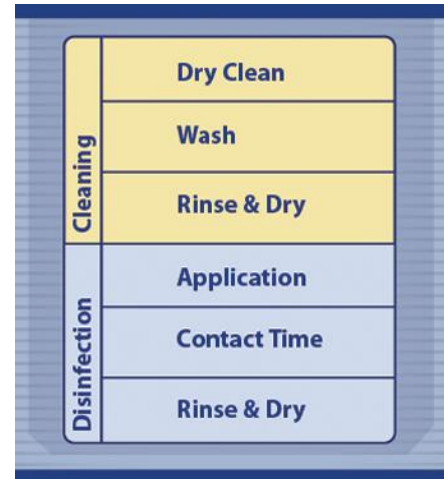 Cleaning
Dry Clean
Wash
Rinse & Dry
Disinfection
Application
Contact Time
Rinse & Dry